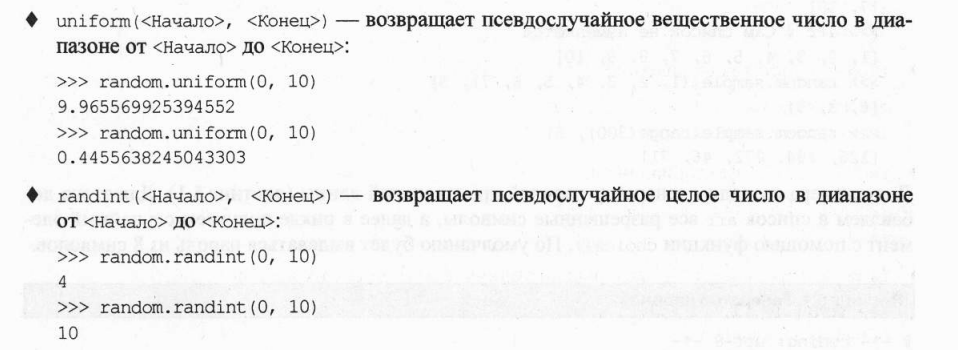 ♦ uniform(<Начало>, <Конец>) — возвращает псевдослучайное вещественное число в диа-
пазоне от <Начало> до <Конец>:
>>> random.uniform(0, 10)
9.965569925394552
>>> random.uniform(0, 10)
0.4455638245043303
♦ randint(<Начало>, <Конец>) — возвращает псевдослучайное целое число в диапазоне
от <Начало> до <Конец>:
>>> random.randint(0, 10)
4
>>> random.randint(0, 10)
10